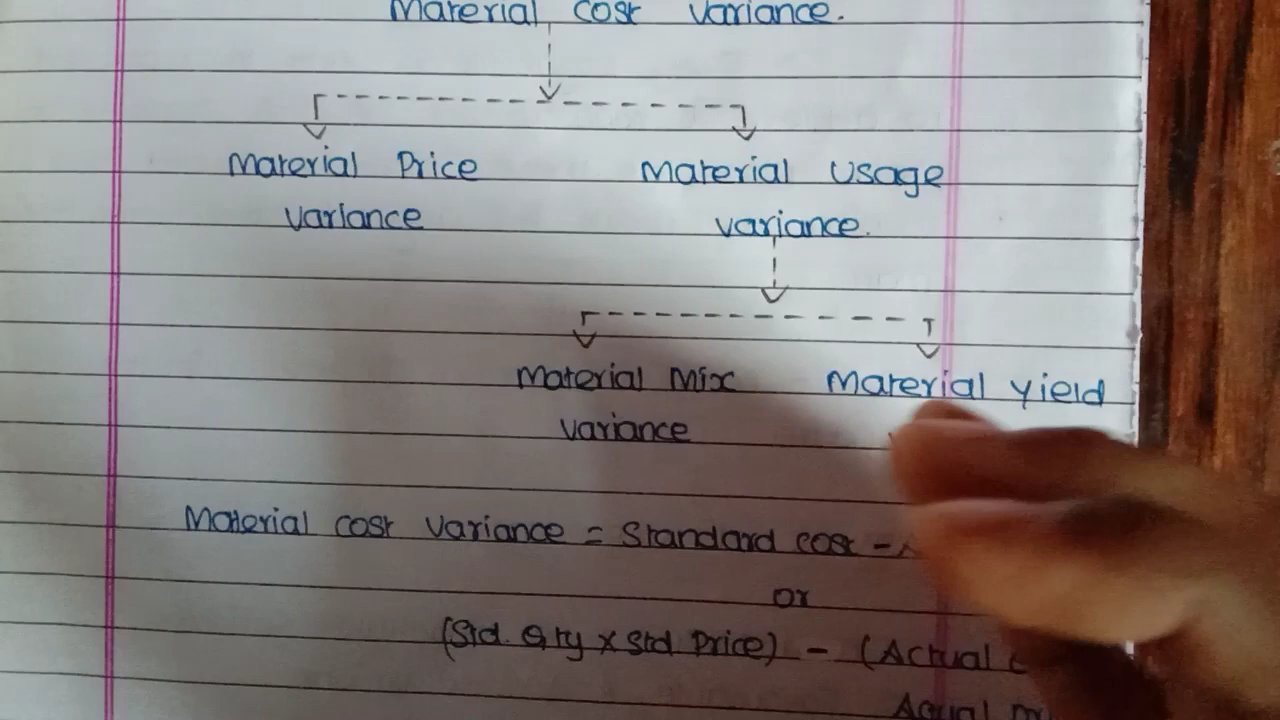 Material cost variance.
Material Price Material Usage
variance variance.
Material Mix Material yield
variance
Material cost variance = Standard cost -
or
(Std. Qty x Std Price) - (Actual